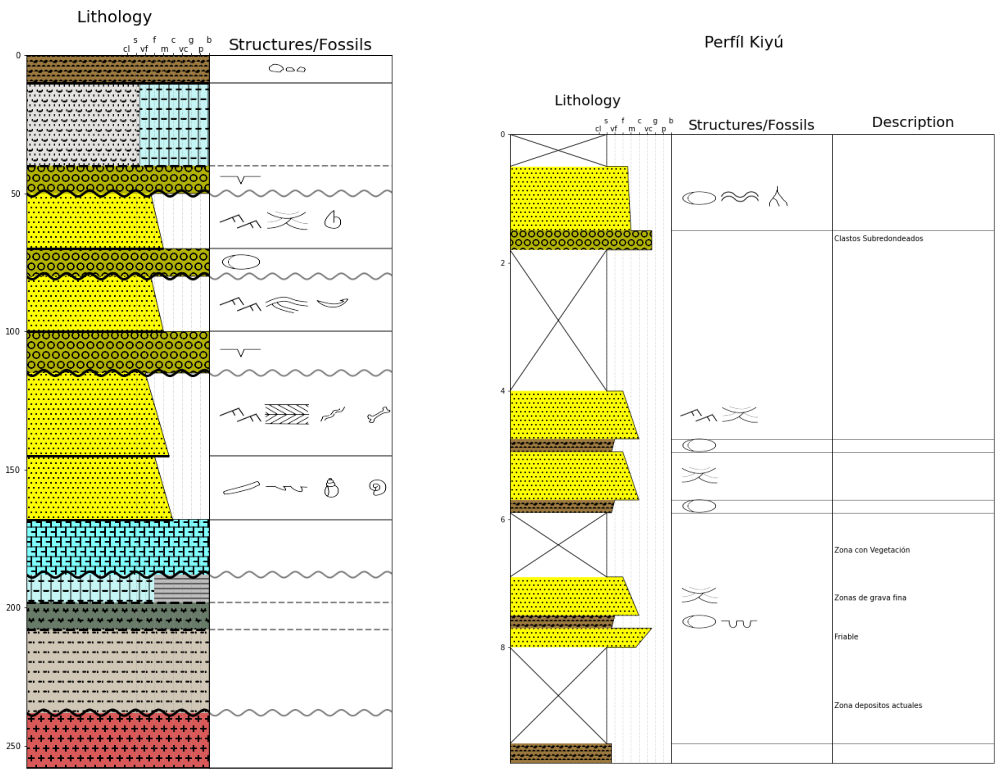 Lithology
s f c g b
cl vf m vc p
Structures/Fossils
0
50
100
150
200
250
Perfíl Kiyú
Lithology
s f c g b
cl vf m vc p
Structures/Fossils
Description
0
Clastos Subredondeados
2
4
6
Zona con Vegetación
Zonas de grava fina
Friable
8
Zona depositos actuales